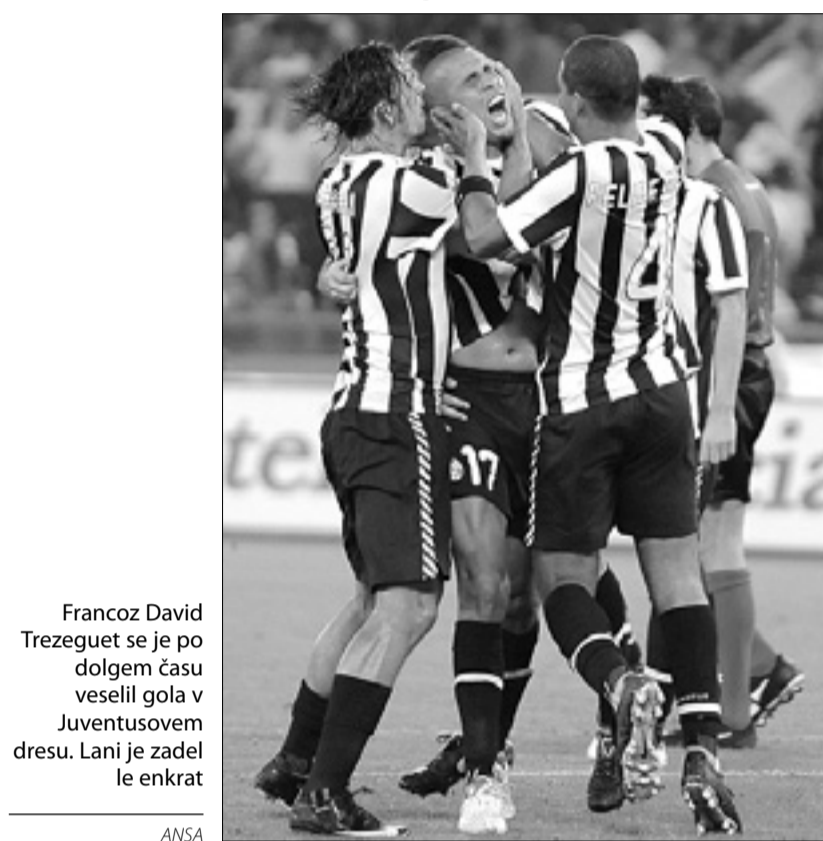 Francoz David
Trezeguet se je po
dolgem času
veselil gola v
Juventusovem
dresu. Lani je zadel
le enkrat
ANSA
17
4